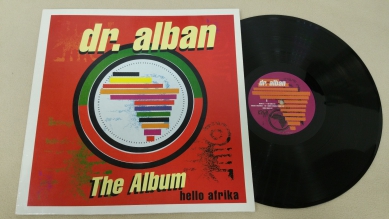 dr. alban
The Album
hello afrika
dr. alban